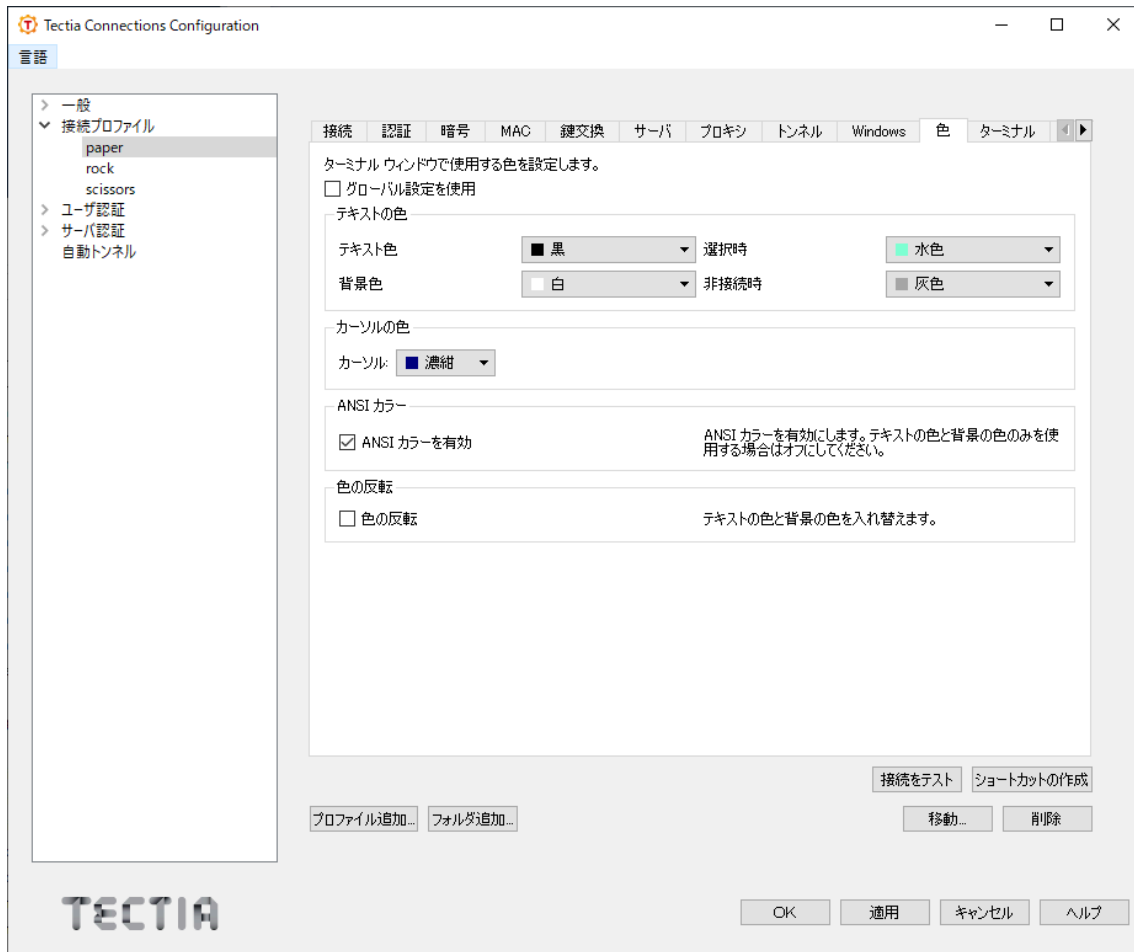 Tectia Connections Configuration
言語
一般
接続プロファイル
paper
rock
scissors
ユーザ認証
サーバ認証
自動トンネル
接続 認証 暗号 MAC 鍵交換 サーバ プロキシ トンネル Windows 色 ターミナル
ターミナル ウィンドウで使用する色を設定します。
グローバル設定を使用
テキストの色
テキスト色 黒 選択時 水色
背景色 白 非接続時 灰色
カーソルの色
カーソル: 濃紺
ANSI カラー
ANSI カラーを有効 ANSI カラーを有効にします。テキストの色と背景の色のみを使
用する場合はオフにしてください。
色の反転
色の反転 テキストの色と背景の色を入れ替えます。
接続をテスト ショートカットの作成
プロファイル追加... フォルダ追加... 移動... 削除
TECTIA
OK 適用 キャンセル ヘルプ